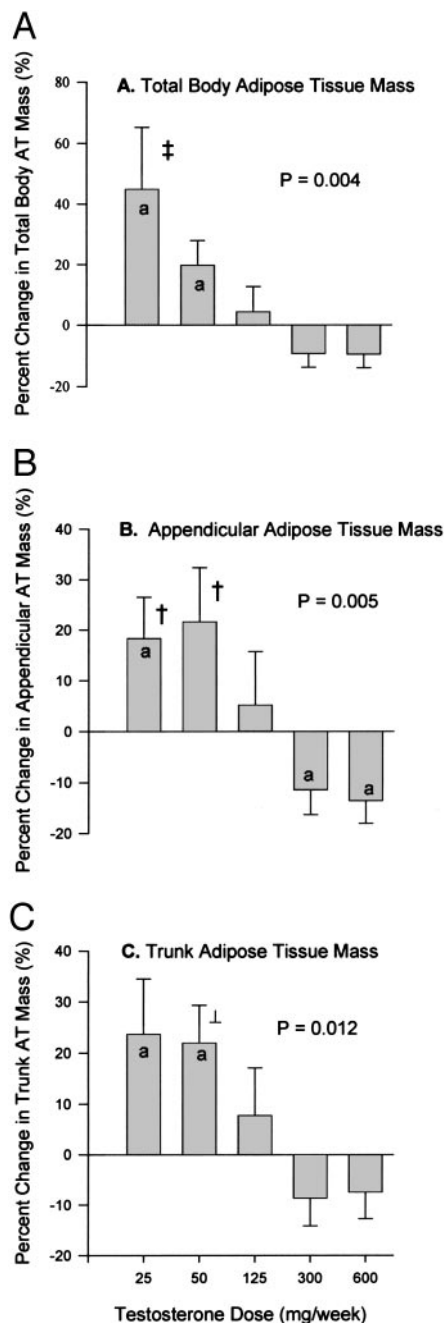 A
A. Total Body Adipose Tissue Mass
Percent Change in Total Body AT Mass (%)
80
60
40
20
0
-20
‡
P = 0.004
a
a
B
B. Appendicular Adipose Tissue Mass
Percent Change in Appendicular AT Mass (%)
40
30
20
10
0
-10
-20
†
†
P = 0.005
a
a
a
C
C. Trunk Adipose Tissue Mass
Percent Change in Trunk AT Mass (%)
40
30
20
10
0
-10
-20
⊥
P = 0.012
a
a
25 50 125 300 600
Testosterone Dose (mg/week)